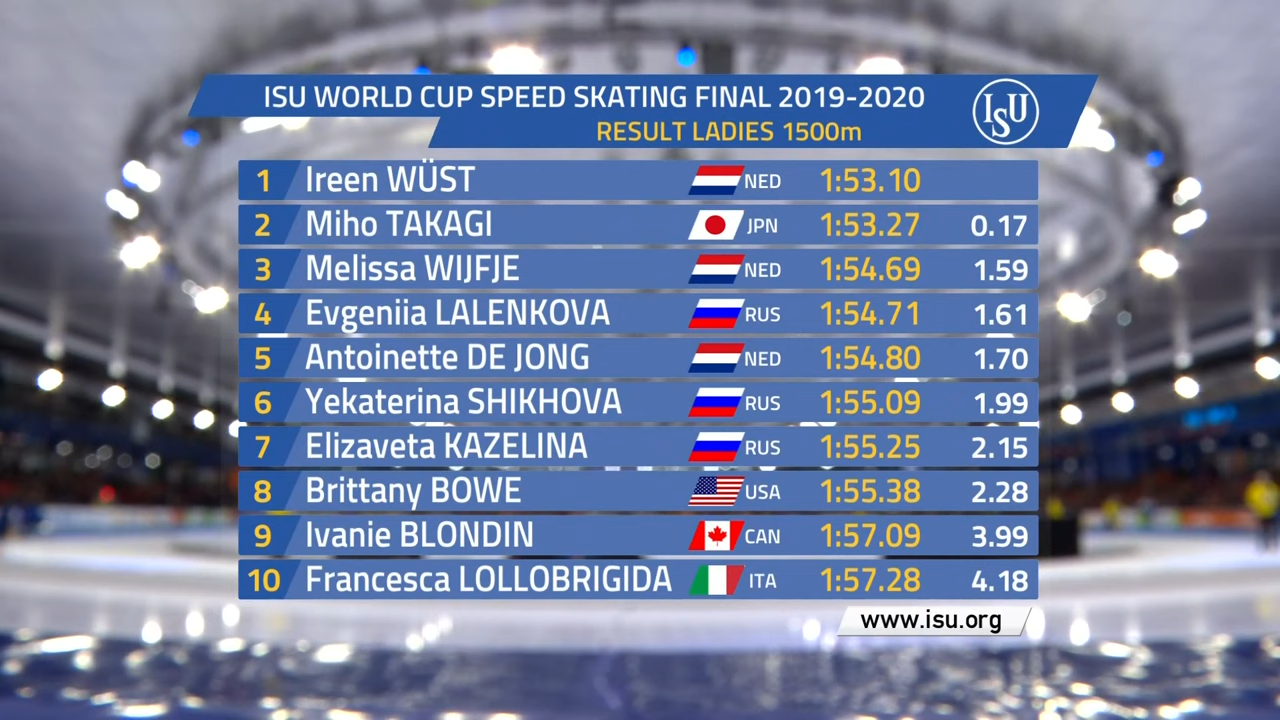 ISU WORLD CUP SPEED SKATING FINAL 2019-2020
ISU
RESULT LADIES 1500m
1 Ireen WÜST NED 1:53.10
2 Miho TAKAGI JPN 1:53.27 0.17
3 Melissa WIJFJE NED 1:54.69 1.59
4 Evgeniia LALENKOVA RUS 1:54.71 1.61
5 Antoinette DE JONG NED 1:54.80 1.70
6 Yekaterina SHIKHOVA RUS 1:55.09 1.99
7 Elizaveta KAZELINA RUS 1:55.25 2.15
8 Brittany BOWE USA 1:55.38 2.28
9 Ivanie BLONDIN CAN 1:57.09 3.99
10 Francesca LOLLOBRIGIDA ITA 1:57.28 4.18
www.isu.org